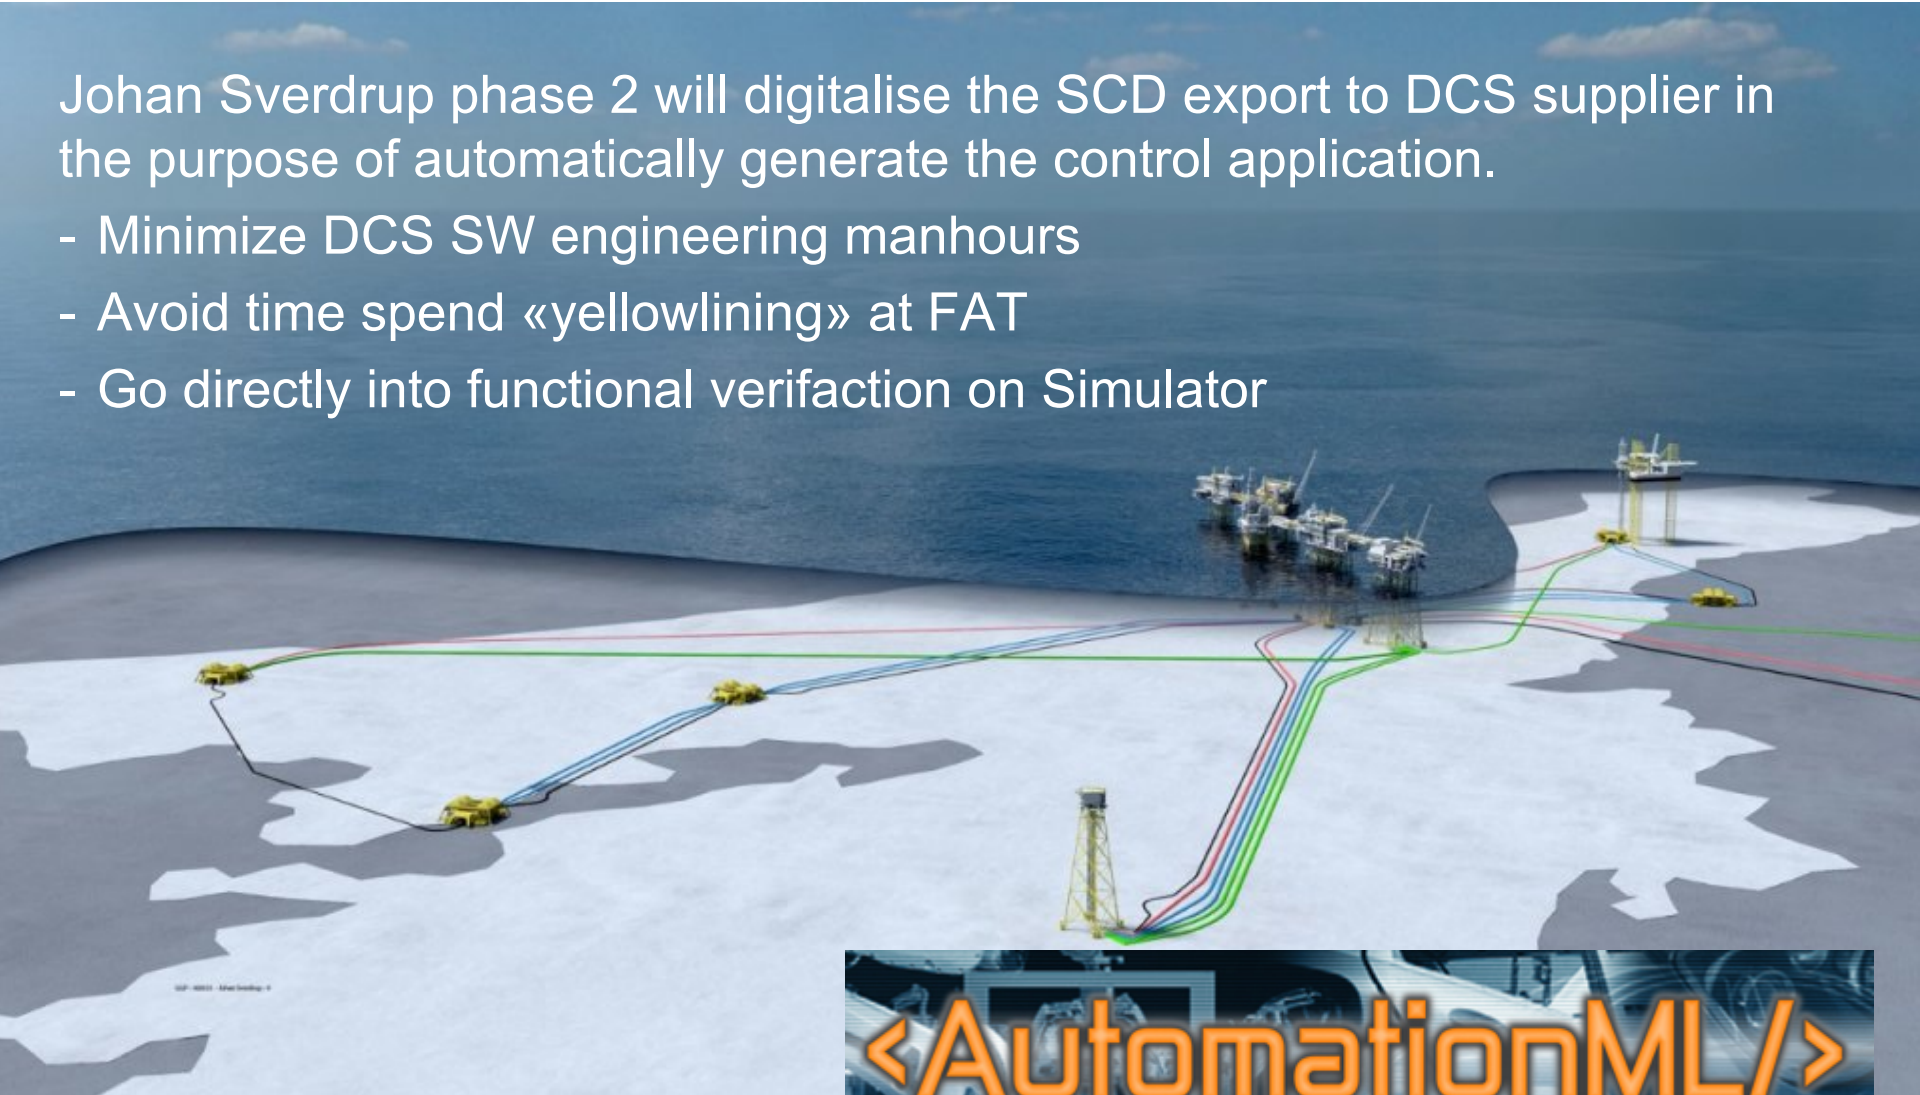 Johan Sverdrup phase 2 will digitalise the SCD export to DCS supplier in
the purpose of automatically generate the control application.
- Minimize DCS SW engineering manhours
- Avoid time spend «yellowlining» at FAT
- Go directly into functional verifaction on Simulator
<AutomationML/>